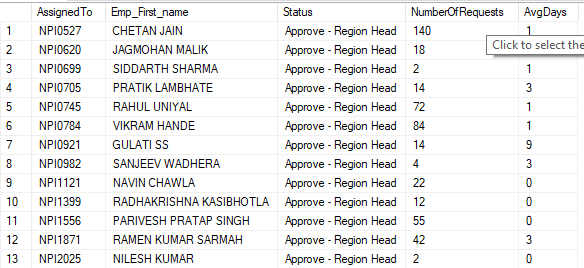 AssignedTo Emp_First_name Status NumberOfRequests AvgDays
1 NPI0527 CHETAN JAIN Approve - Region Head 140 1
2 NPI0620 JAGMOHAN MALIK Approve - Region Head 18
Click to select the
3 NPI0699 SIDDARTH SHARMA Approve - Region Head 2 1
4 NPI0705 PRATIK LAMBHATE Approve - Region Head 14 3
5 NPI0745 RAHUL UNIYAL Approve - Region Head 72 1
6 NPI0784 VIKRAM HANDE Approve - Region Head 84 1
7 NPI0921 GULATI SS Approve - Region Head 14 9
8 NPI0982 SANJEEV WADHERA Approve - Region Head 4 3
9 NPI1121 NAVIN CHAWLA Approve - Region Head 22 0
10 NPI1399 RADHAKRISHNA KASIBHOTLA Approve - Region Head 12 0
11 NPI1556 PARIVESH PRATAP SINGH Approve - Region Head 55 0
12 NPI1871 RAMEN KUMAR SARMAH Approve - Region Head 42 3
13 NPI2025 NILESH KUMAR Approve - Region Head 2 0